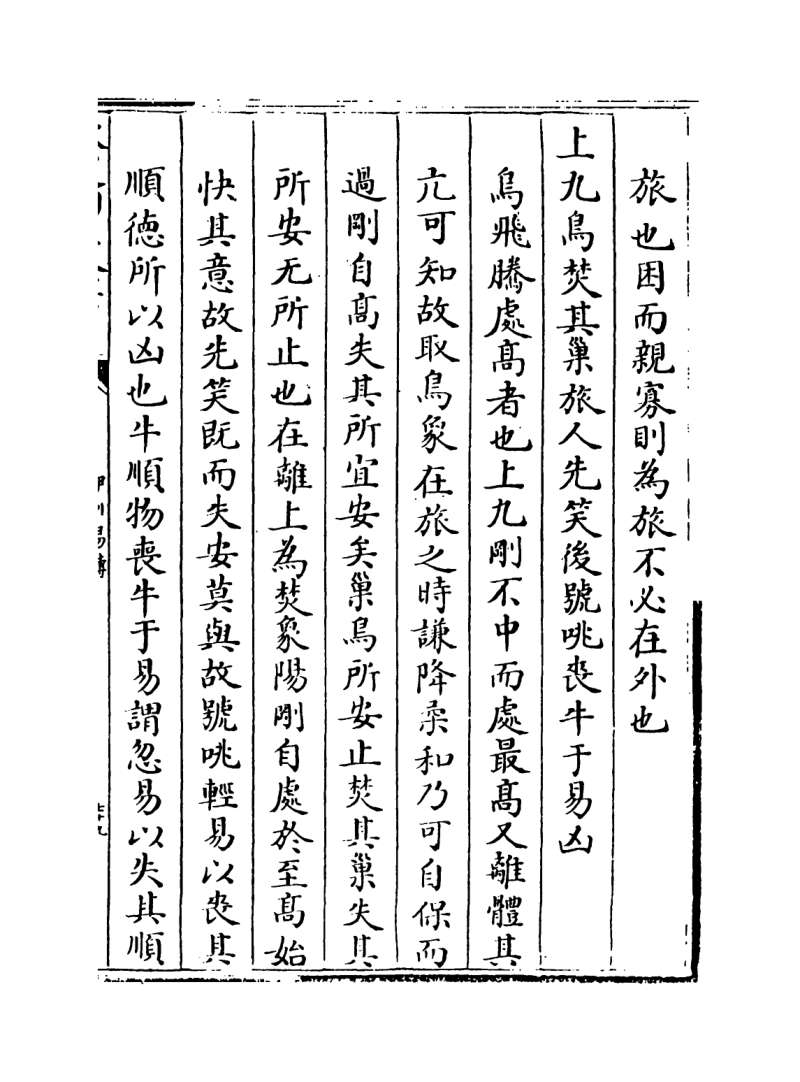 旅也困而親寡則為旅不必在外也
上九鳥焚其巢旅人先笑後號咷喪牛于易凶
鳥飛騰處髙者也上九剛不中而處最髙又離體其
亢可知故取鳥象在旅之時謙降柔和乃可自保而
過剛自髙失其所宜安矣巢鳥所安止焚其巢失其
所安无所止也在離上為焚象陽剛自處於至髙始
快其意故先笑既而失安莫與故號咷輕易以喪其
順德所以凶也牛順物喪牛于易謂忽易以失其順